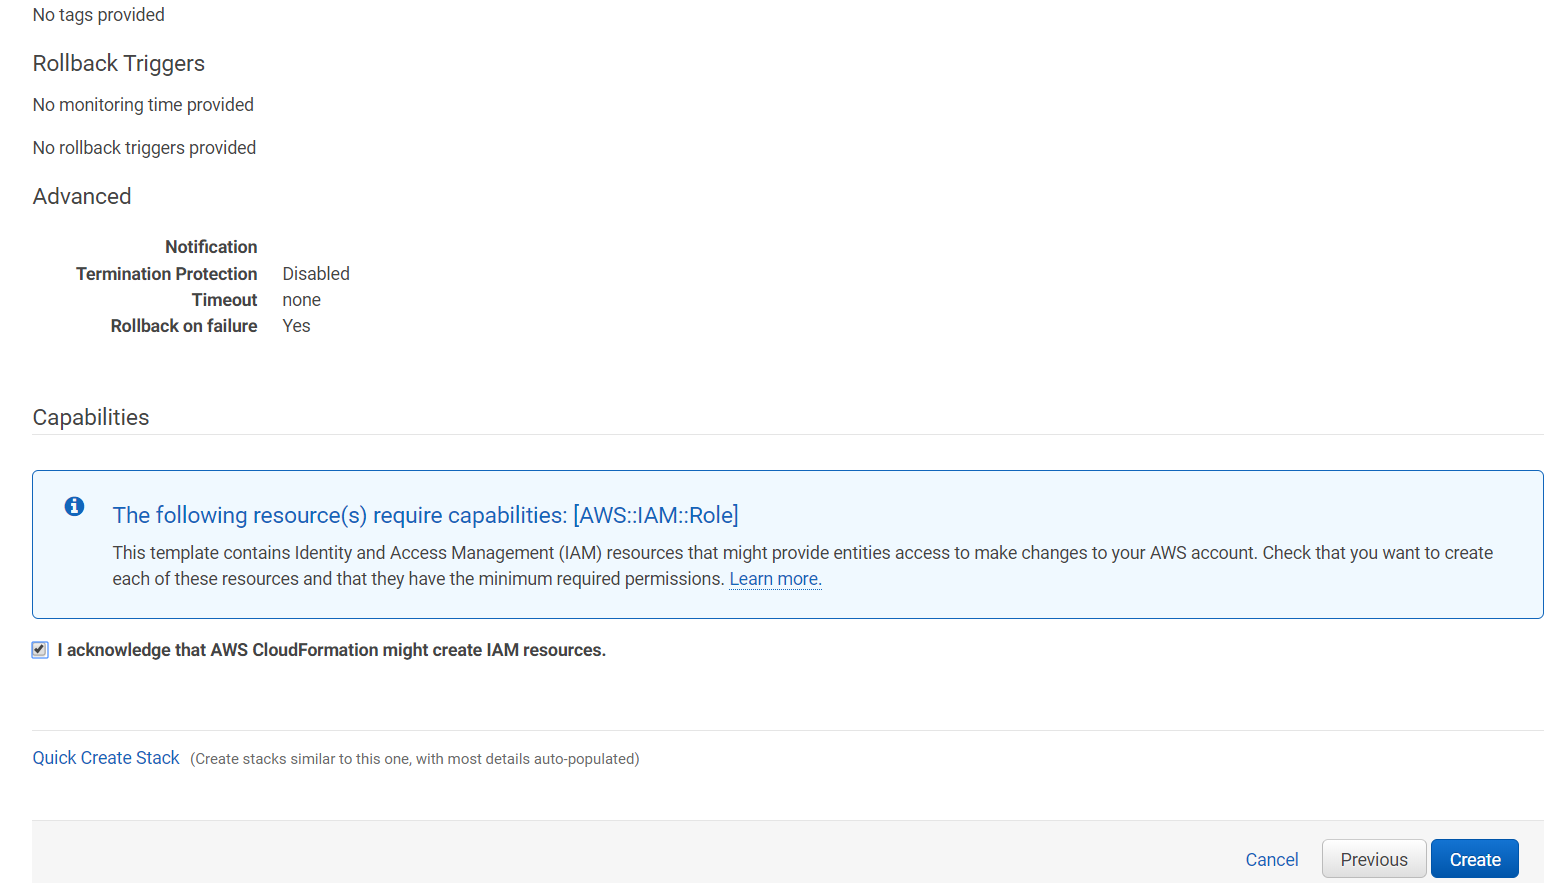 No tags provided
Rollback Triggers
No monitoring time provided
No rollback triggers provided
Advanced
Notification
Termination Protection Disabled
Timeout none
Rollback on failure Yes
Capabilities
The following resource(s) require capabilities: [AWS::IAM::Role]
This template contains Identity and Access Management (IAM) resources that might provide entities access to make changes to your AWS account. Check that you want to create
each of these resources and that they have the minimum required permissions. Learn more.
I acknowledge that AWS CloudFormation might create IAM resources.
Quick Create Stack (Create stacks similar to this one, with most details auto-populated)
Cancel Previous Create